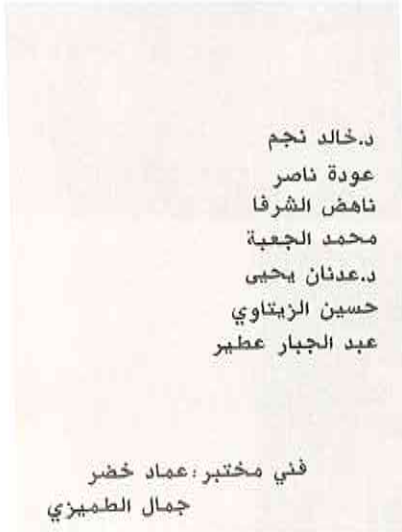 د.خالد نجم
عودة ناصر
ناهض الشرفا
محمد الجعبة
د.عدنان يحيى
حسين الزيتاوي
عبد الجبار عطير
فني مختبر:عماد خضر
جمال الطميزي